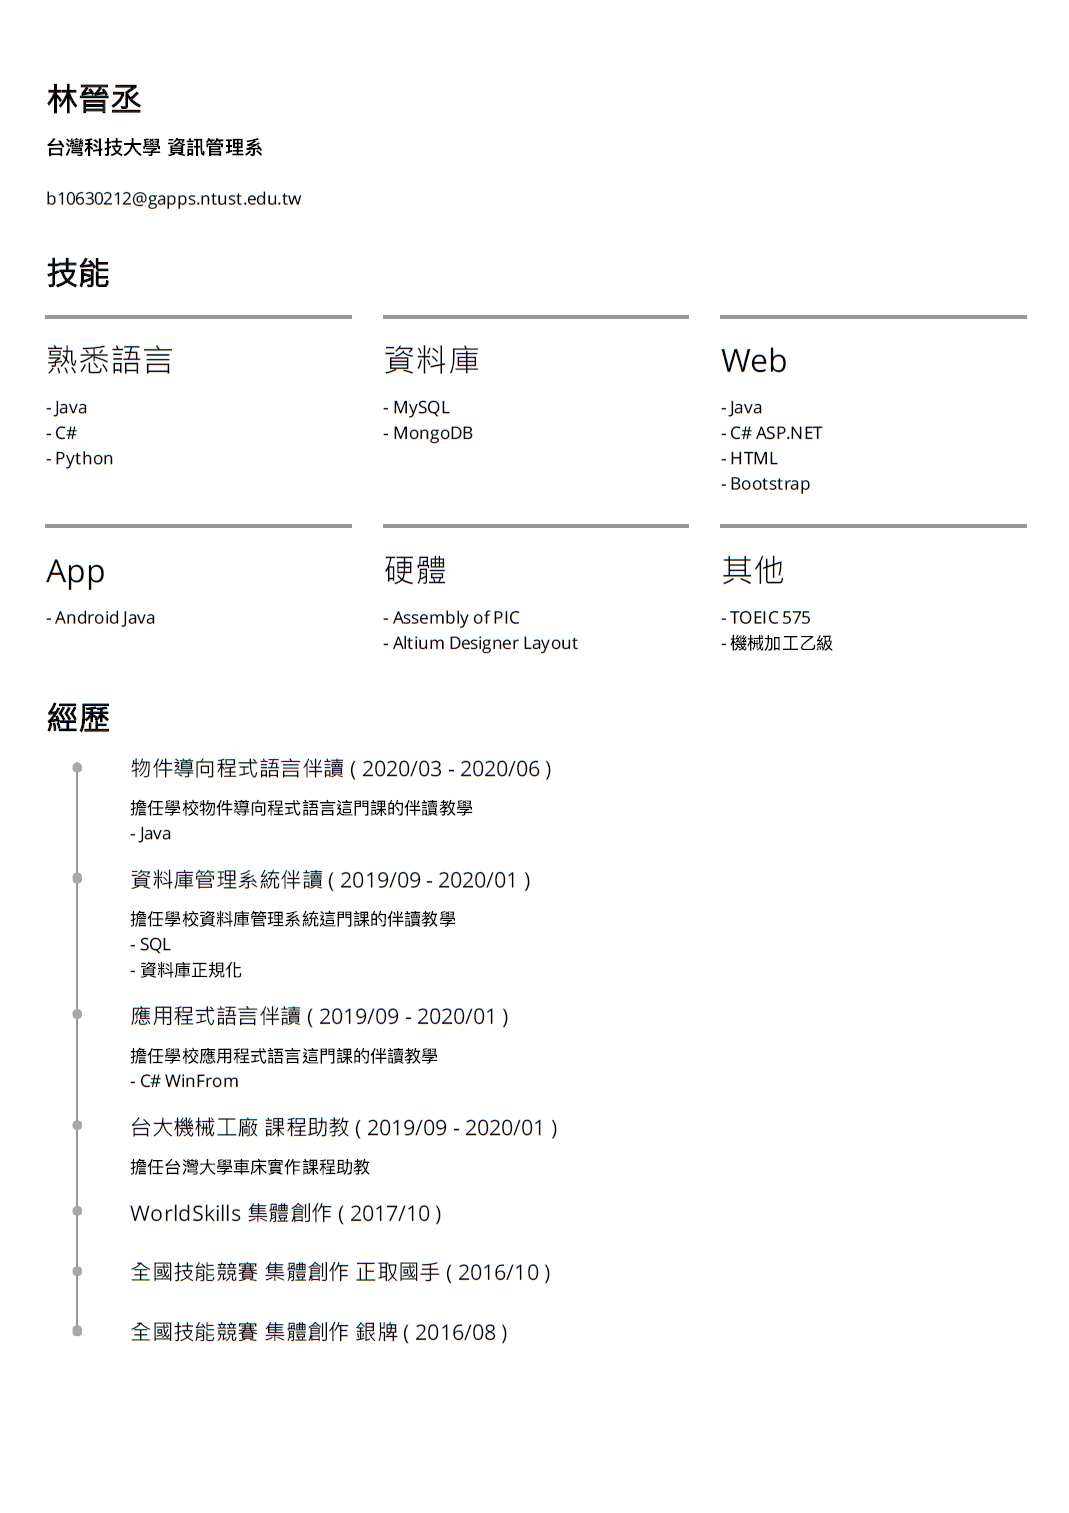 林晉丞
台灣科技大學 資訊管理系
b10630212@gapps.ntust.edu.tw
技能
熟悉語言
- Java
- C#
- Python
資料庫
- MySQL
- MongoDB
Web
- Java
- C# ASP.NET
- HTML
- Bootstrap
App
- Android Java
硬體
- Assembly of PIC
- Altium Designer Layout
其他
- TOEIC 575
- 機械加工乙級
經歷
物件導向程式語言伴讀 ( 2020/03 - 2020/06 )
擔任學校物件導向程式語言這門課的伴讀教學
- Java
資料庫管理系統伴讀 ( 2019/09 - 2020/01 )
擔任學校資料庫管理系統這門課的伴讀教學
- SQL
- 資料庫正規化
應用程式語言伴讀 ( 2019/09 - 2020/01 )
擔任學校應用程式語言這門課的伴讀教學
- C# WinFrom
台大機械工廠 課程助教 ( 2019/09 - 2020/01 )
擔任台灣大學車床實作課程助教
WorldSkills 集體創作 ( 2017/10 )
全國技能競賽 集體創作 正取國手 ( 2016/10 )
全國技能競賽 集體創作 銀牌 ( 2016/08 )